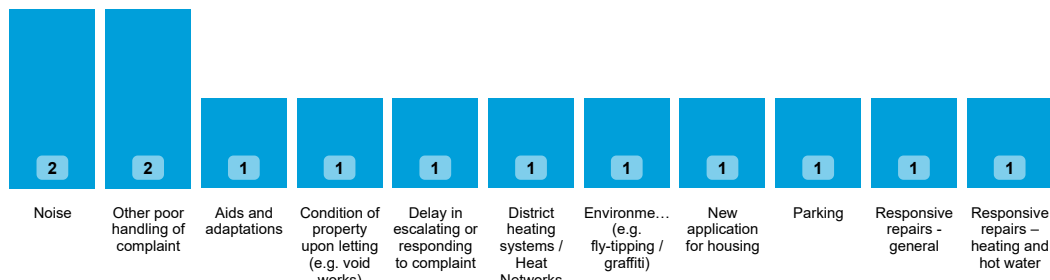 2
2
1
1
1
1
1
1
1
1
1
Noise
Other poor
handling of
complaint
Aids and
adaptations
Condition of
property
upon letting
(e.g. void
works)
Delay in
escalating or
responding
to complaint
District
heating
systems /
Heat
Networks
Environme…
(e.g.
fly-tipping /
graffiti)
New
application
for housing
Parking
Responsive
repairs -
general
Responsive
repairs –
heating and
hot water